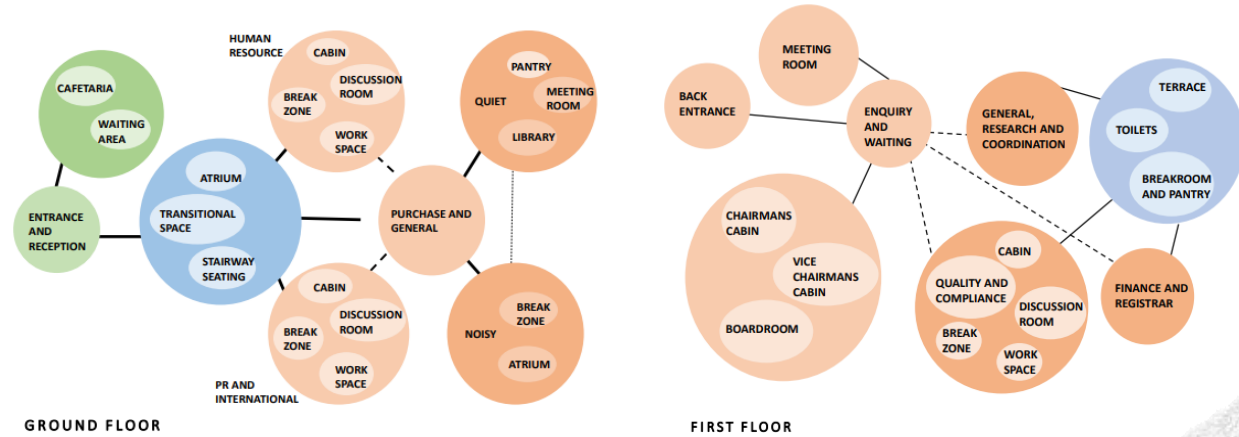 HUMAN
RESOURCE
CABIN
DISCUSSION
ROOM
BREAK
ZONE
WORK
SPACE
CAFETARIA
WAITING
AREA
ENTRANCE
AND
RECEPTION
ATRIUM
TRANSITIONAL
SPACE
STAIRWAY
SEATING
PURCHASE AND
GENERAL
PANTRY
QUIET
MEETING
ROOM
LIBRARY
CABIN
DISCUSSION
ROOM
BREAK
ZONE
WORK
SPACE
PR AND
INTERNATIONAL
NOISY
BREAK
ZONE
ATRIUM
GROUND FLOOR
MEETING
ROOM
BACK
ENTRANCE
ENQUIRY
AND
WAITING
GENERAL,
RESEARCH AND
COORDINATION
TERRACE
TOILETS
BREAKROOM
AND PANTRY
CHAIRMANS
CABIN
VICE
CHAIRMANS
CABIN
BOARDROOM
CABIN
QUALITY AND
COMPLIANCE
DISCUSSION
ROOM
BREAK
ZONE
WORK
SPACE
FINANCE AND
REGISTRAR
FIRST FLOOR